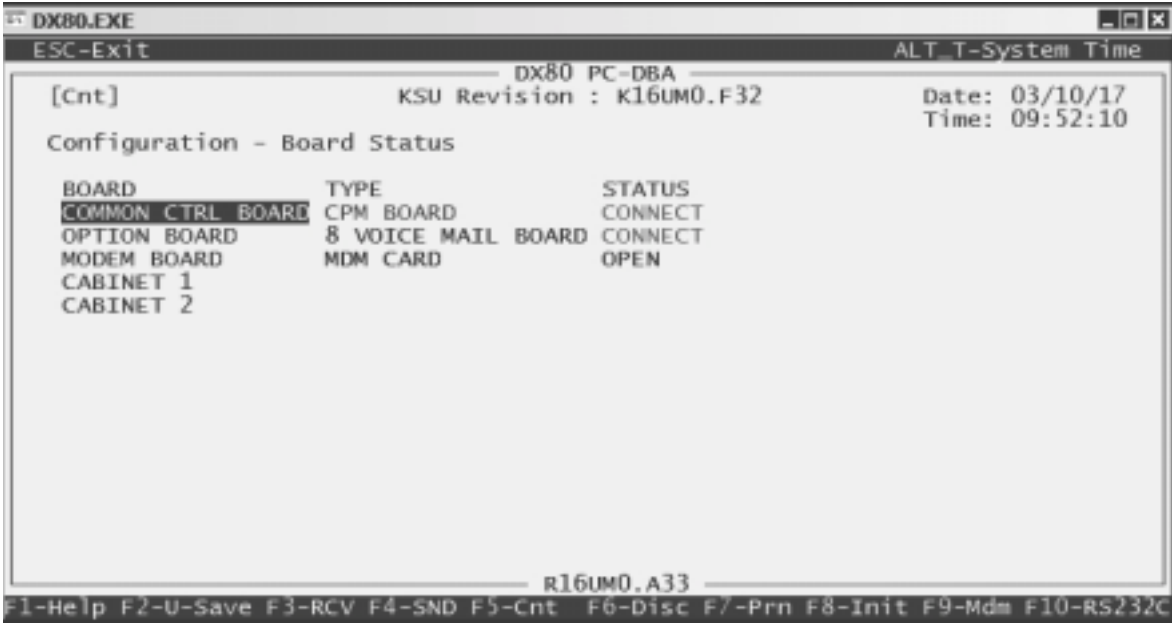 DX80.EXE
ESC-Exit ALT_T-System Time
DX80 PC-DBA
[Cnt] KSU Revision : K16UM0.F32 Date: 03/10/17
Time: 09:52:10
Configuration - Board Status
BOARD TYPE STATUS
COMMON CTRL BOARD CPM BOARD CONNECT
OPTION BOARD 8 VOICE MAIL BOARD CONNECT
MODEM BOARD MDM CARD OPEN
CABINET 1
CABINET 2
R16UM0.A33
F1-Help F2-U-Save F3-RCV F4-SND F5-Cnt F6-Disc F7-Prn F8-Init F9-Mdm F10-RS232C